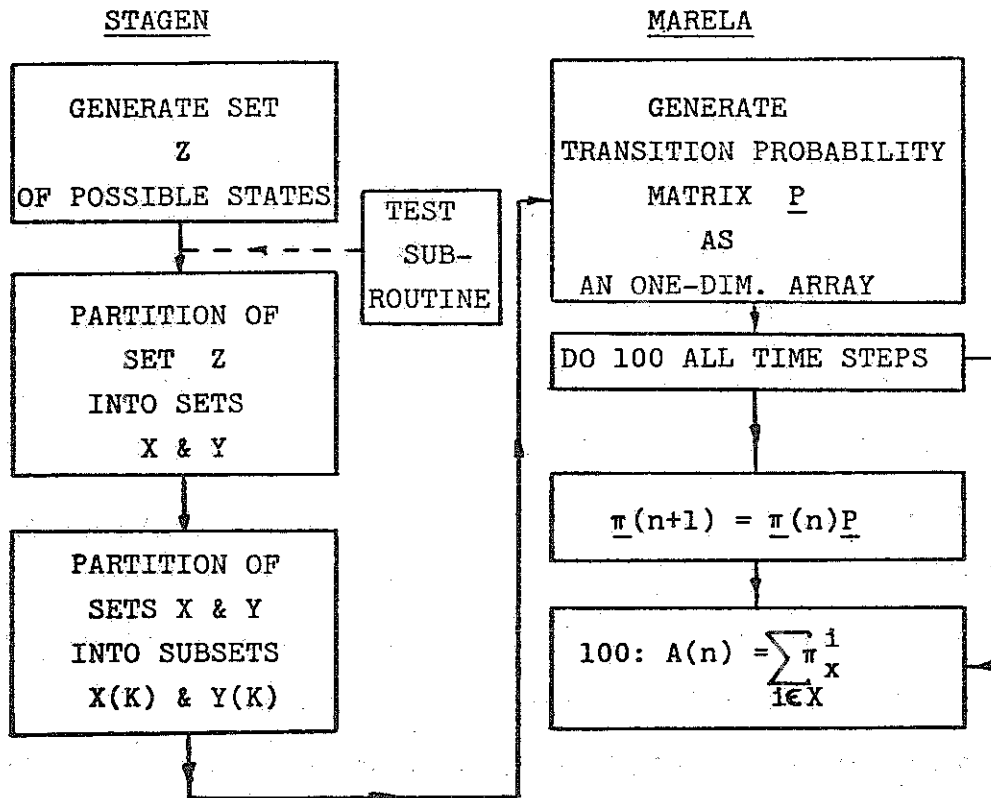 STAGEN
GENERATE SET
Z
OF POSSIBLE STATES
TEST
SUB-
ROUTINE
PARTITION OF
SET Z
INTO SETS
X & Y
PARTITION OF
SETS X & Y
INTO SUBSETS
X(K) & Y(K)
MARELA
GENERATE
TRANSITION PROBABILITY
MATRIX P
AS
AN ONE-DIM. ARRAY
DO 100 ALL TIME STEPS
π(n+1) = π(n)P
100: A(n) = ∑ π i x
i∈X